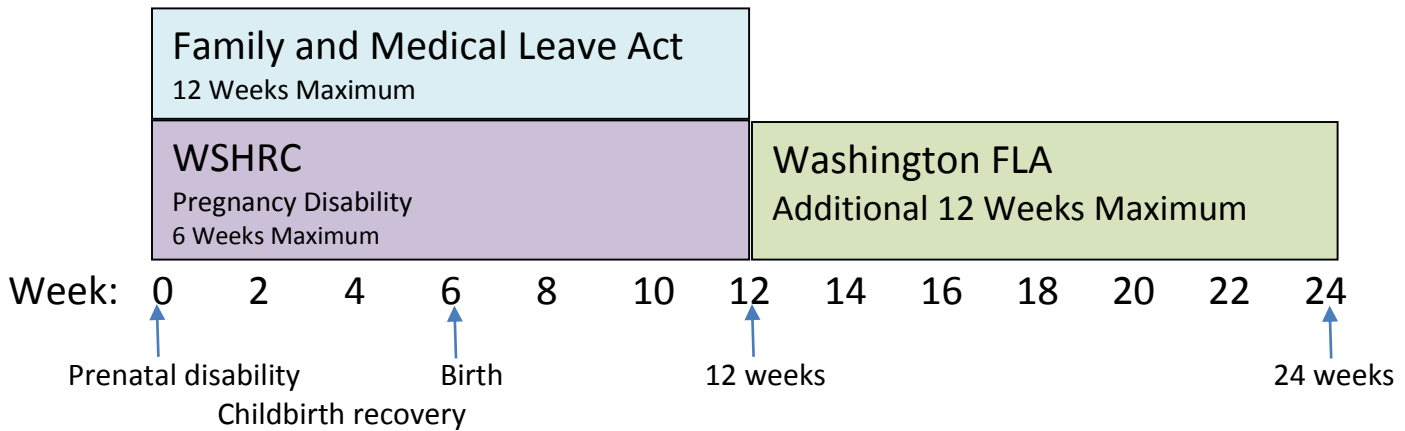 Family and Medical Leave Act
12 Weeks Maximum
WSHRC
Pregnancy Disability
6 Weeks Maximum
Washington FLA
Additional 12 Weeks Maximum
Week: 0 2 4 6 8 10 12 14 16 18 20 22 24
Prenatal disability Birth 12 weeks 24 weeks
Childbirth recovery